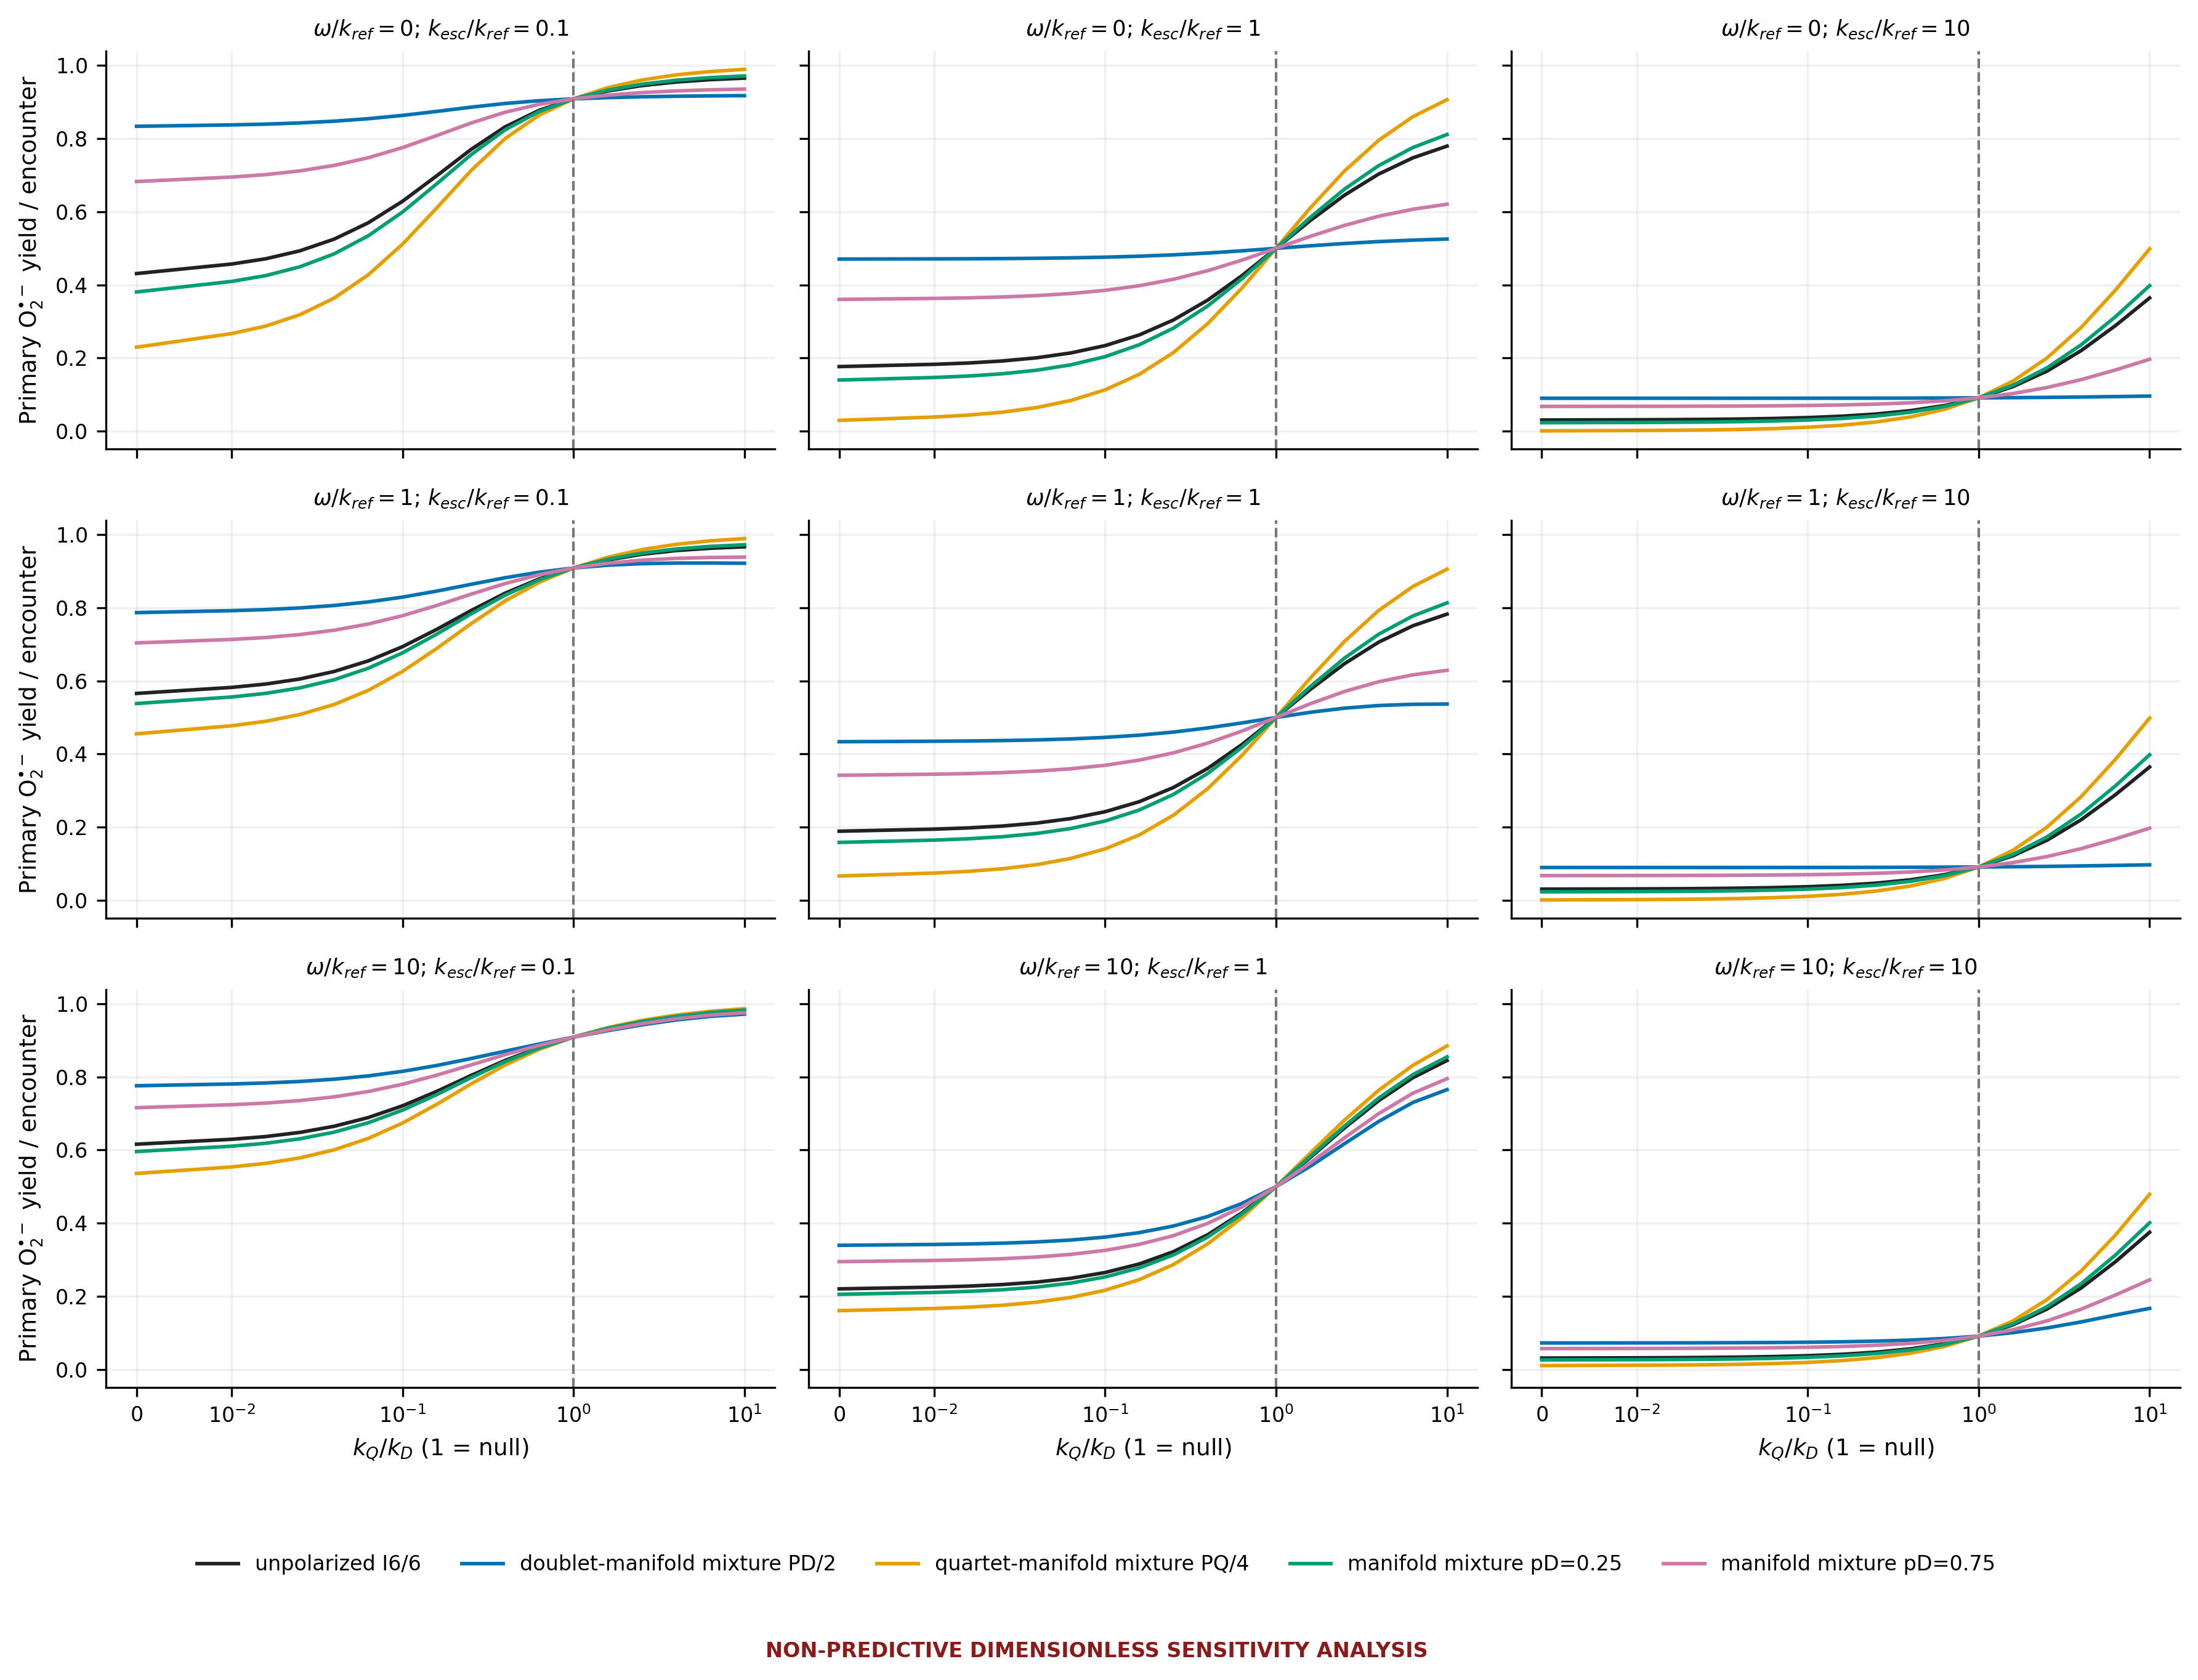 ω/k_ref = 0; k_esc/k_ref = 0.1
ω/k_ref = 0; k_esc/k_ref = 1
ω/k_ref = 0; k_esc/k_ref = 10
Primary O₂•− yield / encounter
1.0
0.8
0.6
0.4
0.2
0.0
ω/k_ref = 1; k_esc/k_ref = 0.1
ω/k_ref = 1; k_esc/k_ref = 1
ω/k_ref = 1; k_esc/k_ref = 10
Primary O₂•− yield / encounter
1.0
0.8
0.6
0.4
0.2
0.0
ω/k_ref = 10; k_esc/k_ref = 0.1
ω/k_ref = 10; k_esc/k_ref = 1
ω/k_ref = 10; k_esc/k_ref = 10
Primary O₂•− yield / encounter
1.0
0.8
0.6
0.4
0.2
0.0
0 10⁻² 10⁻¹ 10⁰ 10¹
0 10⁻² 10⁻¹ 10⁰ 10¹
0 10⁻² 10⁻¹ 10⁰ 10¹
k_Q/k_D (1 = null)
k_Q/k_D (1 = null)
k_Q/k_D (1 = null)
unpolarized I6/6 doublet-manifold mixture PD/2 quartet-manifold mixture PQ/4 manifold mixture pD=0.25 manifold mixture pD=0.75
NON-PREDICTIVE DIMENSIONLESS SENSITIVITY ANALYSIS